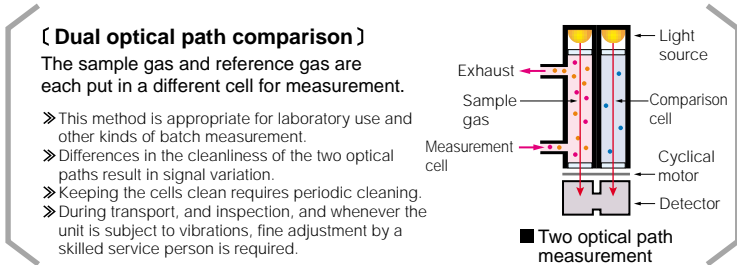 〔Dual optical path comparison〕
The sample gas and reference gas are
each put in a different cell for measurement.
≫This method is appropriate for laboratory use and
other kinds of batch measurement.
≫Differences in the cleanliness of the two optical
paths result in signal variation.
≫Keeping the cells clean requires periodic cleaning.
≫During transport, and inspection, and whenever the
unit is subject to vibrations, fine adjustment by a
skilled service person is required.
Light
source
Exhaust
Sample
gas
Comparison
cell
Measurement
cell
Cyclical
motor
Detector
■ Two optical path
measurement